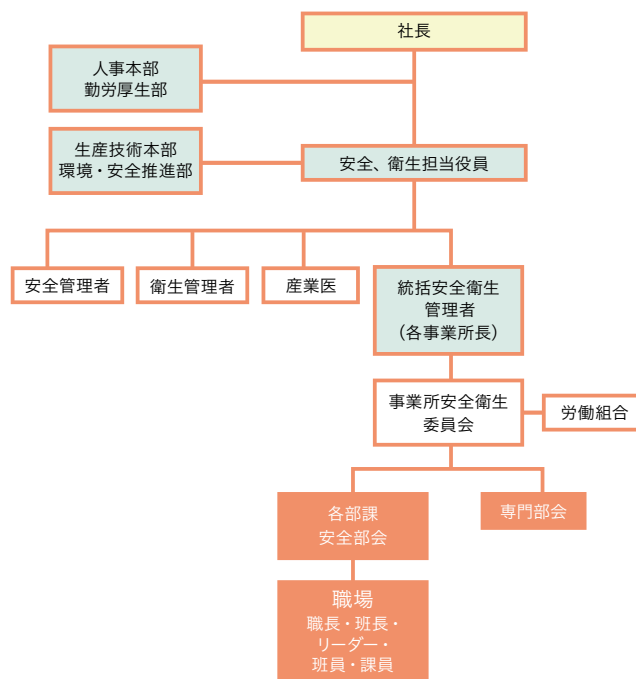 社長
人事本部
勤労厚生部
生産技術本部
環境・安全推進部
安全、衛生担当役員
安全管理者
衛生管理者
産業医
統括安全衛生
管理者
（各事業所長）
事業所安全衛生
委員会
労働組合
各部課
安全部会
専門部会
職場
職長・班長・
リーダー・
班員・課員